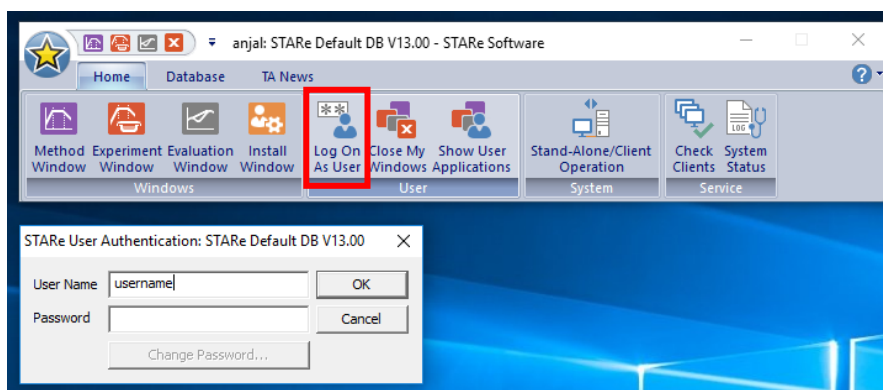 anjal: STARe Default DB V13.00 - STARe Software
Home Database TA News
Method Window
Experiment Window
Evaluation Window
Install Window
Log On As User
Close My Windows
Show User Applications
Stand-Alone/Client Operation
Check Clients
LOG
System Status
Windows
User
System
Service
STARe User Authentication: STARe Default DB V13.00
User Name username
OK
Password
Cancel
Change Password...